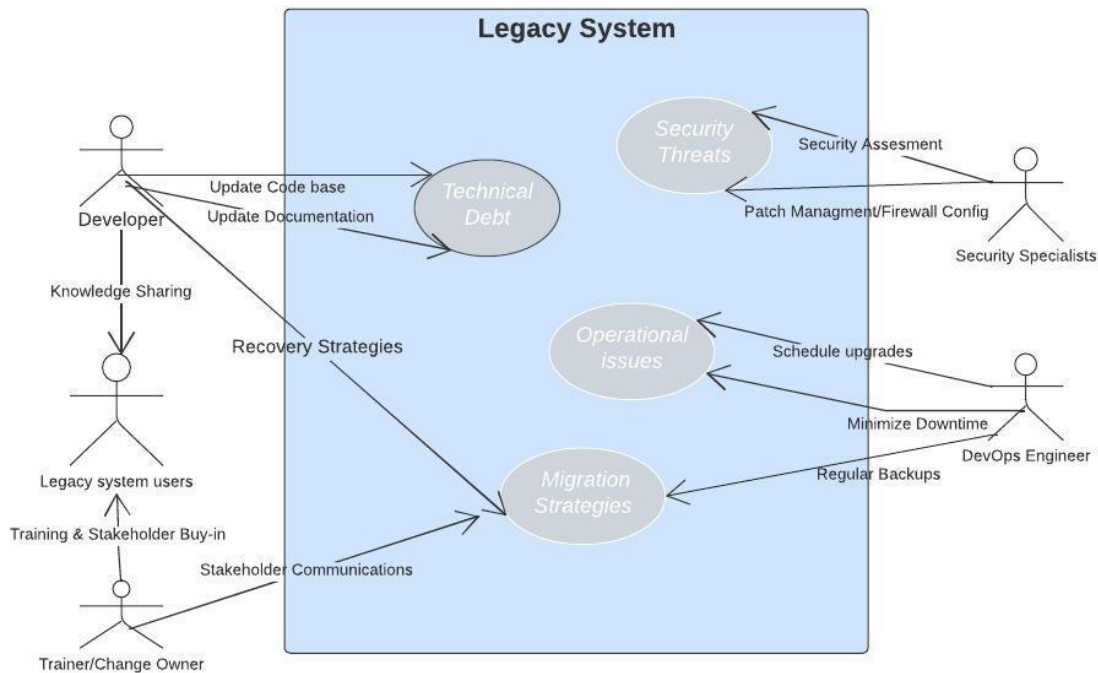 Legacy System
Security
Threats
Security Assesment
Update Code base
Technical
Debt
Developer
Update Documentation
Patch Managment/Firewall Config
Security Specialists
Knowledge Sharing
Recovery Strategies
Operational
issues
Schedule upgrades
Minimize Downtime
DevOps Engineer
Legacy system users
Migration
Strategies
Regular Backups
Training & Stakeholder Buy-in
Stakeholder Communications
Trainer/Change Owner